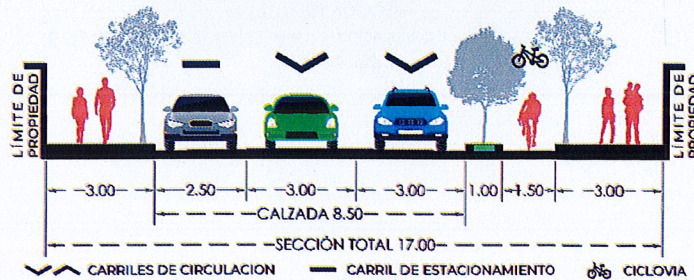 LÍMITE DE
PROPIEDAD
LÍMITE DE
PROPIEDAD
3.00 2.50 3.00 3.00 1.00 1.50 3.00
CALZADA 8.50
SECCIÓN TOTAL 17.00
CARRILES DE CIRCULACION CARRIL DE ESTACIONAMIENTO CICLOVIA